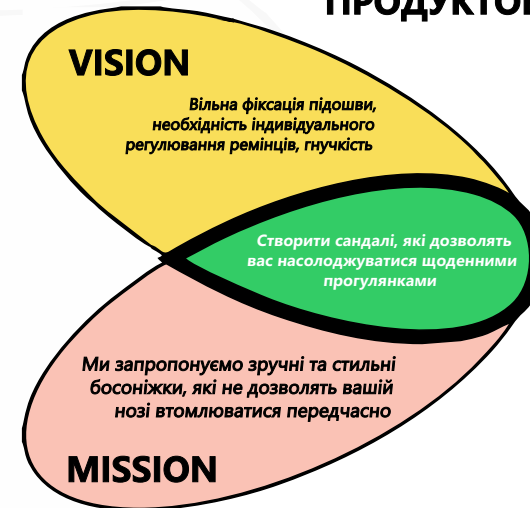 VISION
Вільна фіксація підошви,
необхідність індивідуального
регулювання ремінців, гнучкість
Створити сандалі, які дозволять
вас насолоджуватися щоденними
прогулянками
Ми запропонуємо зручні та стильні
босоніжки, які не дозволять вашій
нозі втомлюватися передчасно
MISSION